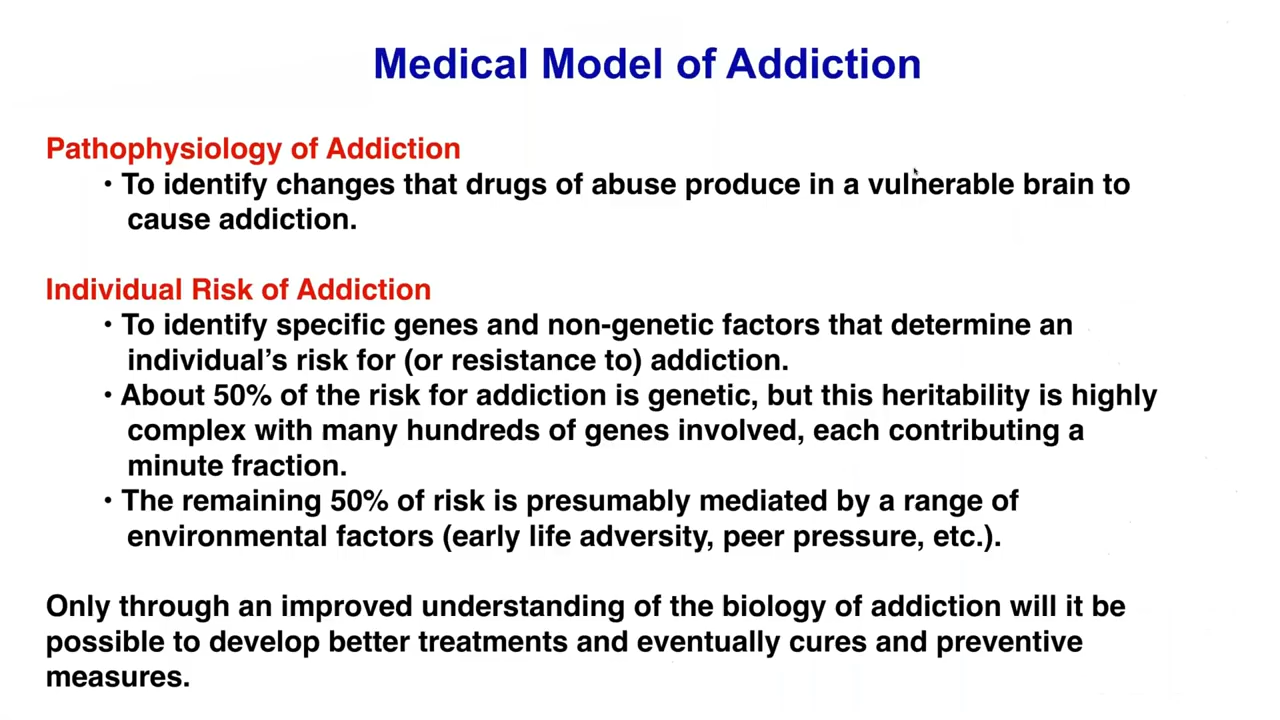 Medical Model of Addiction
Pathophysiology of Addiction
• To identify changes that drugs of abuse produce in a vulnerable brain to
cause addiction.
Individual Risk of Addiction
• To identify specific genes and non-genetic factors that determine an
individual’s risk for (or resistance to) addiction.
• About 50% of the risk for addiction is genetic, but this heritability is highly
complex with many hundreds of genes involved, each contributing a
minute fraction.
• The remaining 50% of risk is presumably mediated by a range of
environmental factors (early life adversity, peer pressure, etc.).
Only through an improved understanding of the biology of addiction will it be
possible to develop better treatments and eventually cures and preventive
measures.